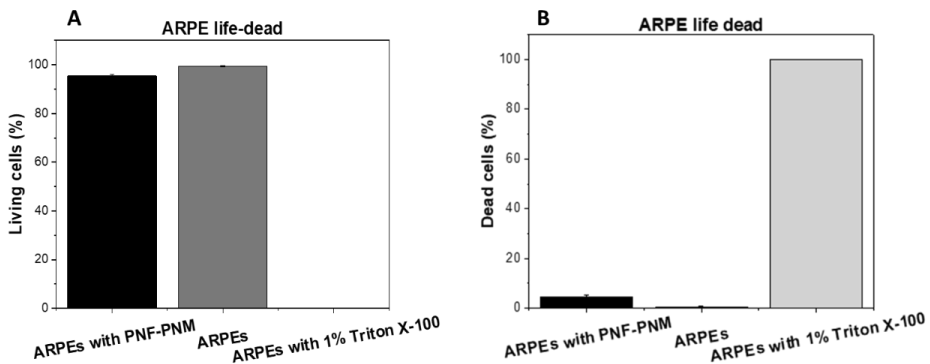 A
ARPE life-dead
Living cells (%)
100
80
60
40
20
0
ARPEs with PNF-PNM
ARPEs
ARPEs with 1% Triton X-100
B
ARPE life dead
Dead cells (%)
100
80
60
40
20
0
ARPEs with PNF-PNM
ARPEs
ARPEs with 1% Triton X-100